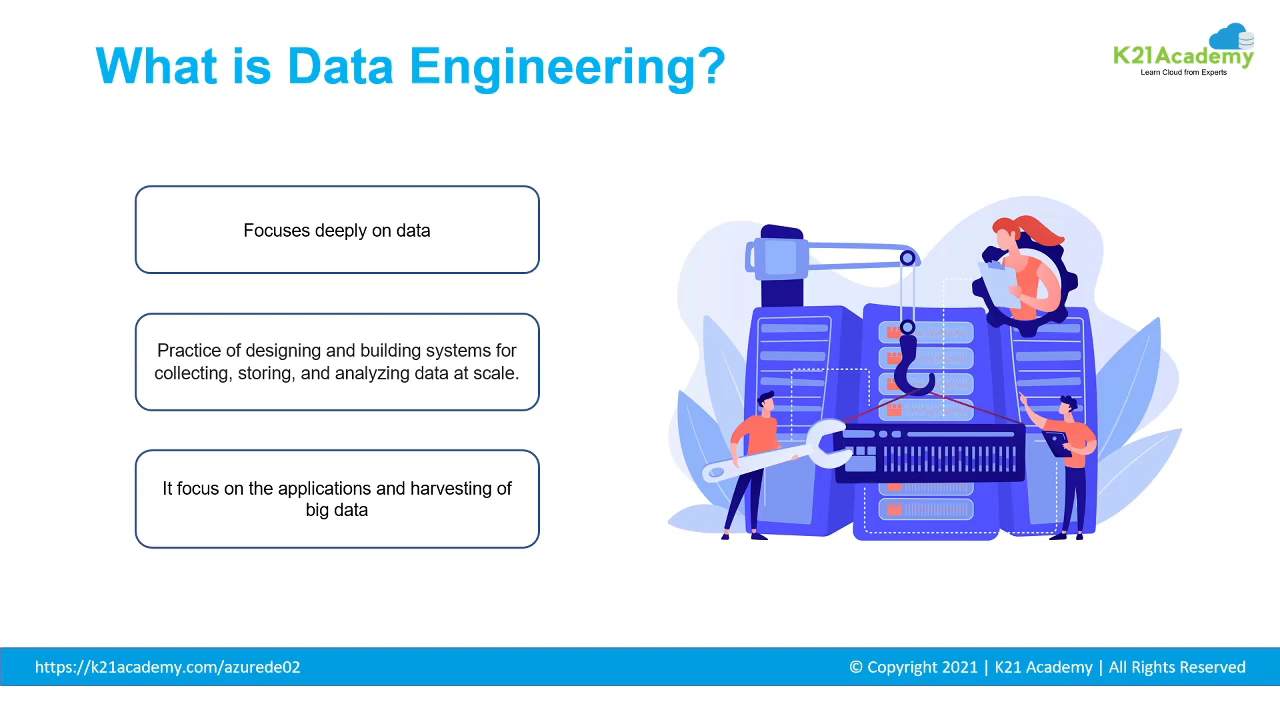 What is Data Engineering?
K21Academy
Learn Cloud from Experts
Focuses deeply on data
Practice of designing and building systems for
collecting, storing, and analyzing data at scale.
It focus on the applications and harvesting of
big data
https://k21academy.com/azurede02
© Copyright 2021 | K21 Academy | All Rights Reserved